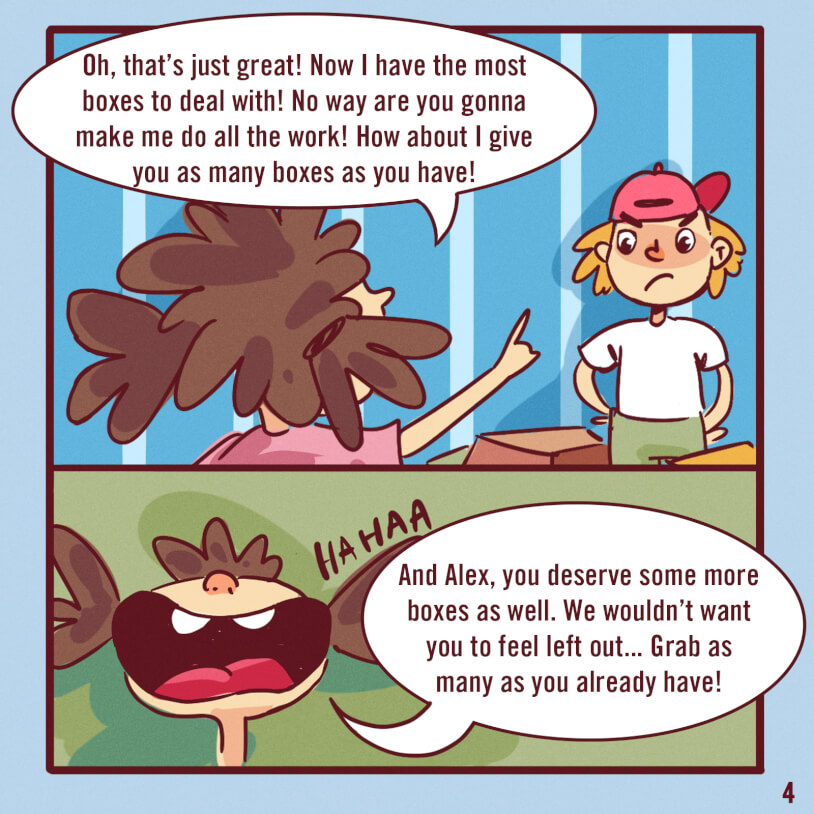 Oh, that's just great! Now I have the most
boxes to deal with! No way are you gonna
make me do all the work! How about I give
you as many boxes as you have!
HA HAA
And Alex, you deserve some more
boxes as well. We wouldn't want
you to feel left out... Grab as
many as you already have!
4